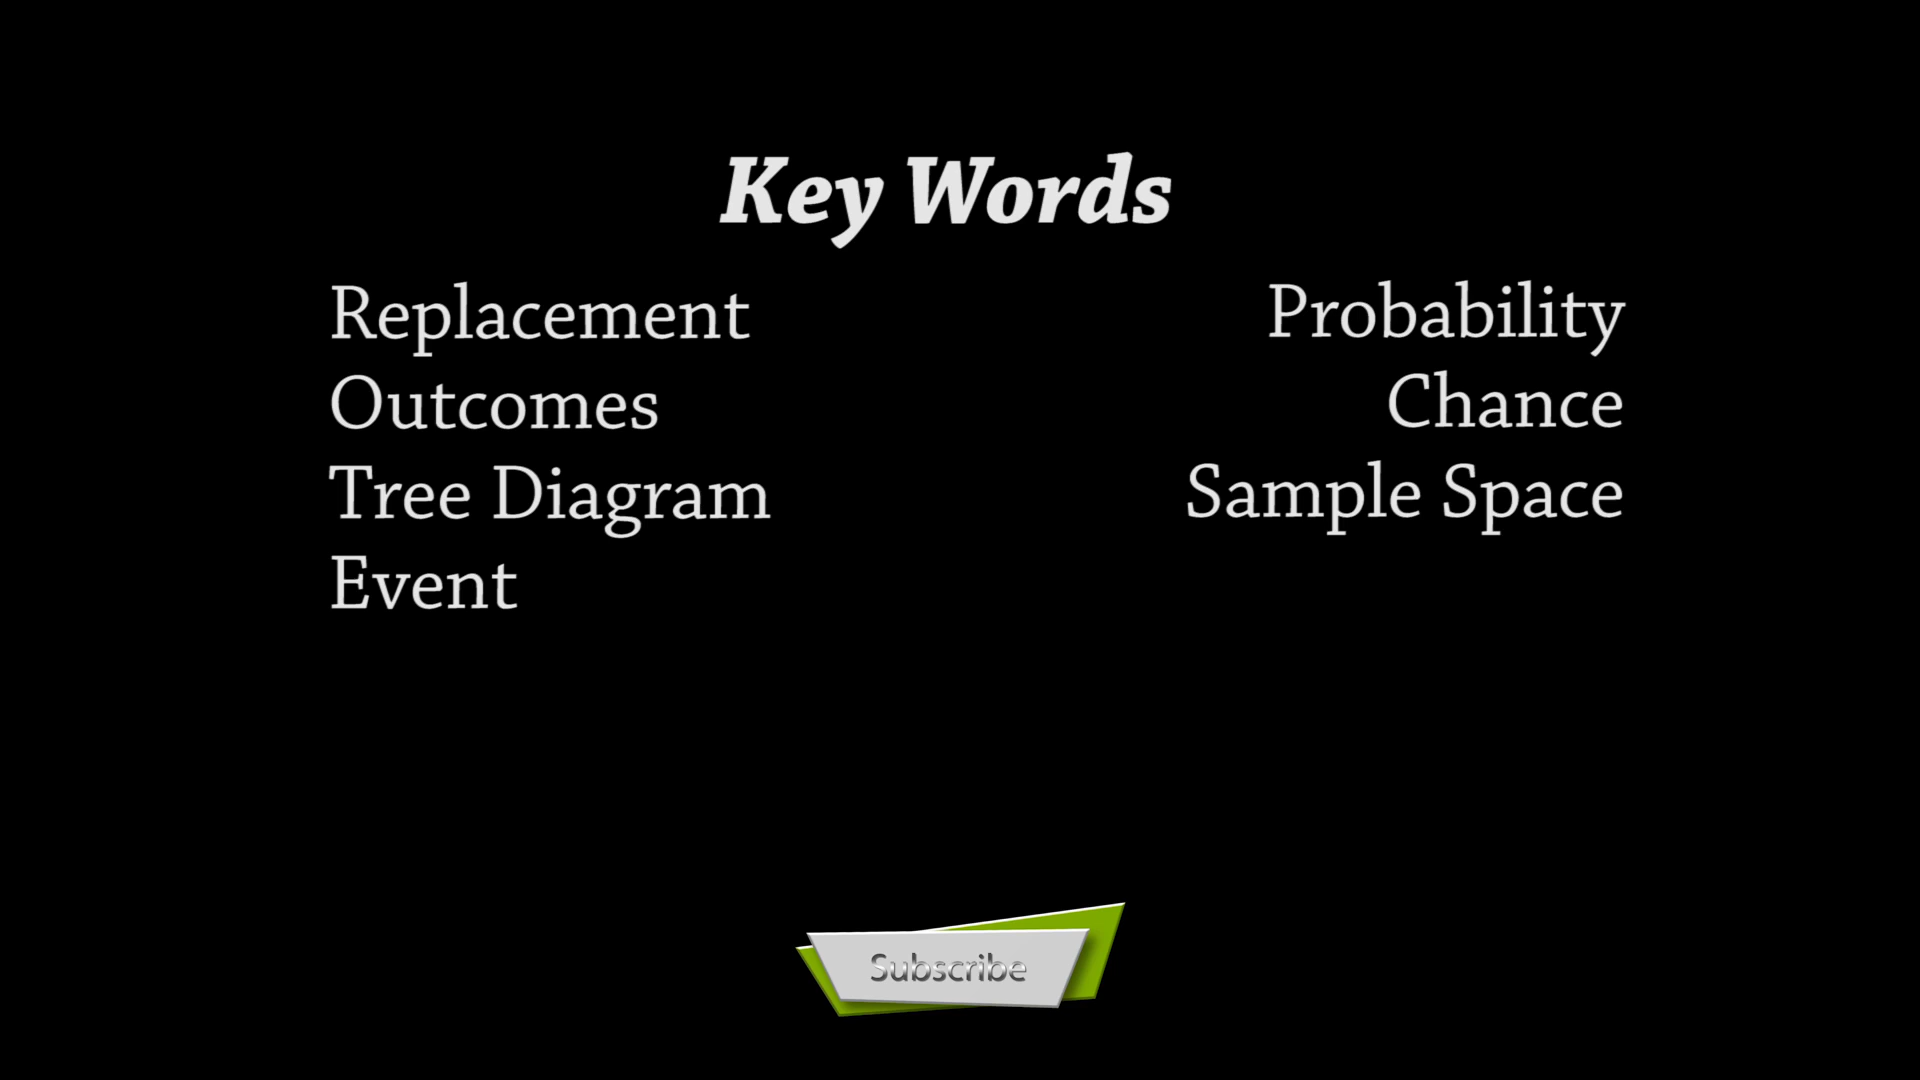 Key Words
Replacement
Outcomes
Tree Diagram
Event
Probability
Chance
Sample Space
Subscribe